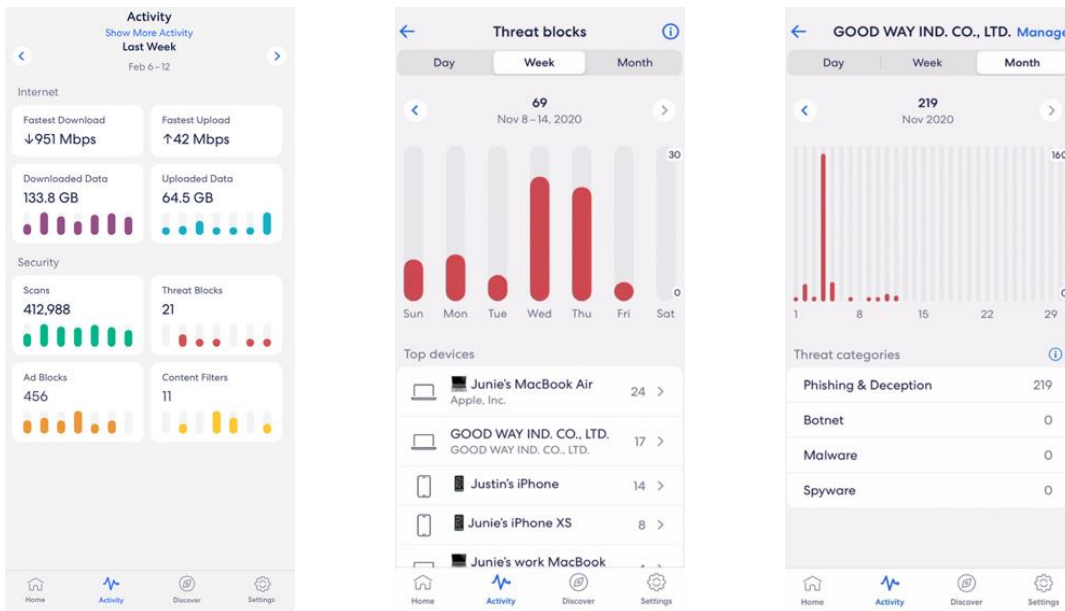 Activity
Show More Activity
Last Week
Feb 6 – 12
Internet
Fastest Download
↓951 Mbps
Fastest Upload
↑42 Mbps
Downloaded Data
133.8 GB
Uploaded Data
64.5 GB
Security
Scans
412,988
Threat Blocks
21
Ad Blocks
456
Content Filters
11
Home Activity Discover Settings
Threat blocks
Day Week Month
69
Nov 8 – 14, 2020
30
0
Sun Mon Tue Wed Thu Fri Sat
Top devices
Junie's MacBook Air
Apple, Inc.
24
GOOD WAY IND. CO., LTD.
GOOD WAY IND. CO., LTD.
17
Justin's iPhone
14
Junie's iPhone XS
8
Junie's work MacBook
Home Activity Discover Settings
GOOD WAY IND. CO., LTD. Manage
Day Week Month
219
Nov 2020
160
0
1 8 15 22 29
Threat categories
Phishing & Deception 219
Botnet 0
Malware 0
Spyware 0
Home Activity Discover Settings